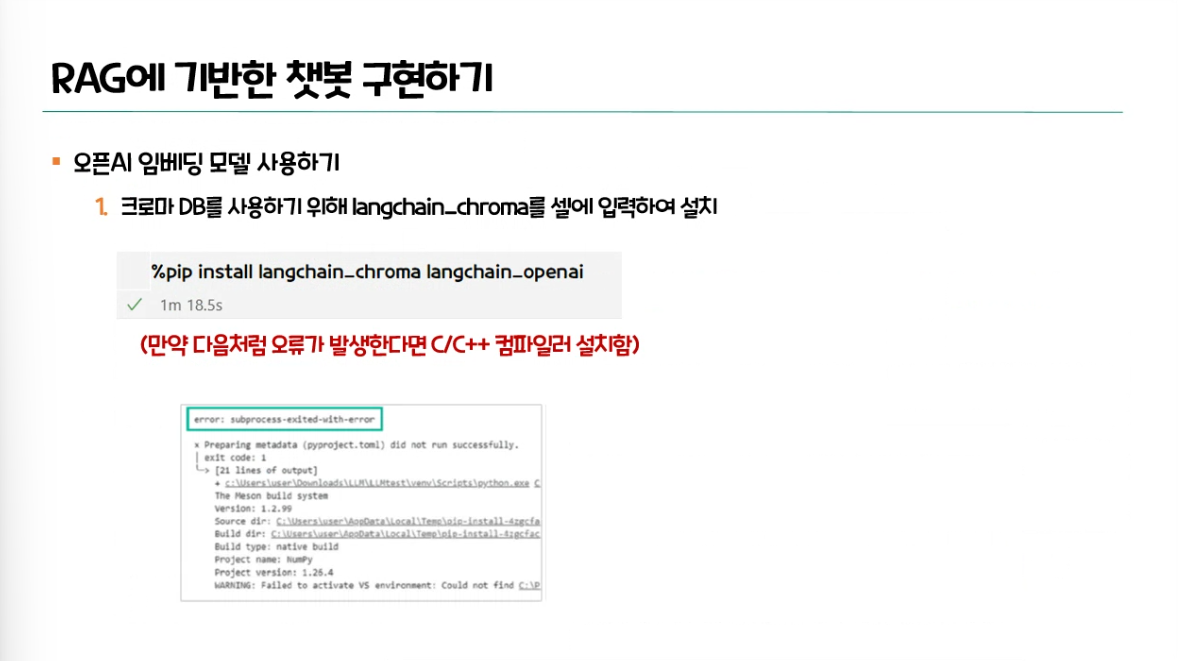 RAG에 기반한 챗봇 구현하기
오픈AI 임베딩 모델 사용하기
1. 크로마 DB를 사용하기 위해 langchain_chroma를 셀에 입력하여 설치
%pip install langchain_chroma langchain_openai
1m 18.5s
(만약 다음처럼 오류가 발생한다면 C/C++ 컴파일러 설치함)
error: subprocess-exited-with-error
× Preparing metadata (pyproject.toml) did not run successfully.
│ exit code: 1
╰─> [21 lines of output]
+ c:\Users\user\Downloads\LLM\LLMtest\venv\Scripts\python.exe C
The Meson build system
Version: 1.2.99
Source dir: C:\Users\user\AppData\Local\Temp\pip-install-4zgcfa
Build dir: C:\Users\user\AppData\Local\Temp\pip-install-4zgcfac
Build type: native build
Project name: NumPy
Project version: 1.26.4
WARNING: Failed to activate VS environment: Could not find C:\P